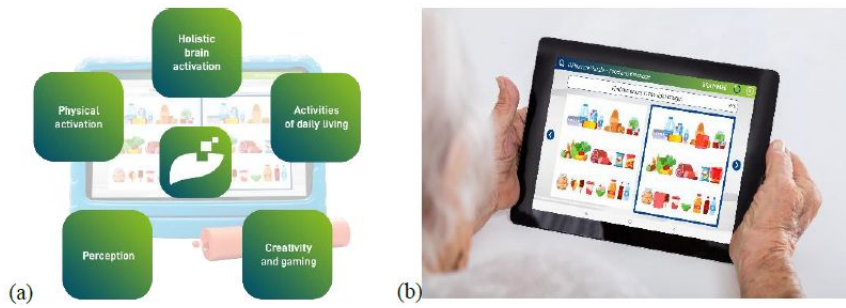 Holistic
brain
activation
Physical
activation
Activities
of daily living
Perception
Creativity
and gaming
(a)
(b)